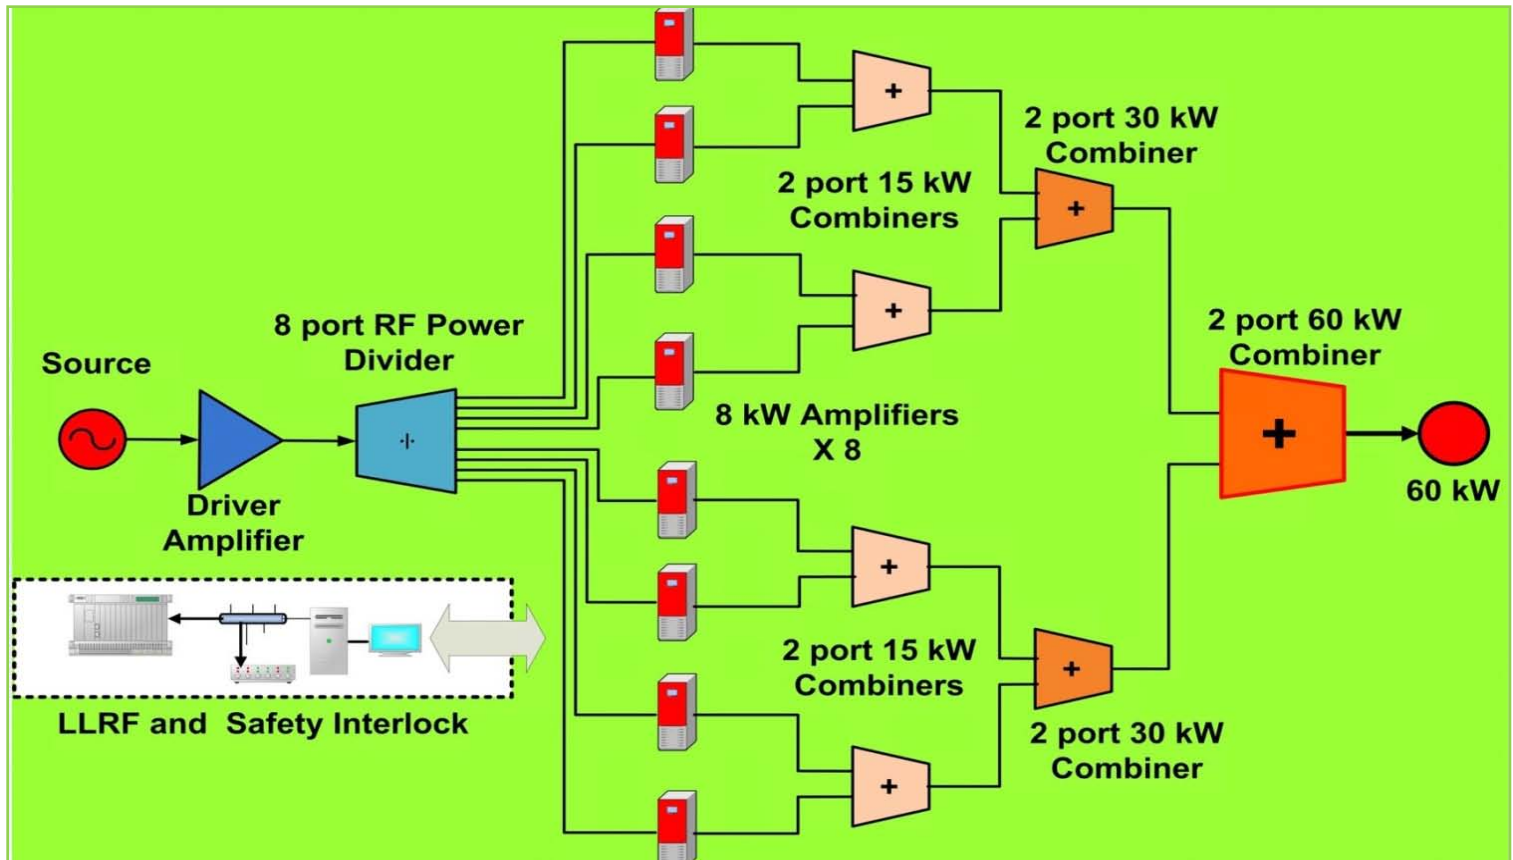 2 port 30 kW
Combiner
2 port 15 kW
Combiners
8 port RF Power
Divider
2 port 60 kW
Combiner
Source
8 kW Amplifiers
X 8
60 kW
Driver
Amplifier
2 port 15 kW
Combiners
LLRF and  Safety Interlock
2 port 30 kW
Combiner